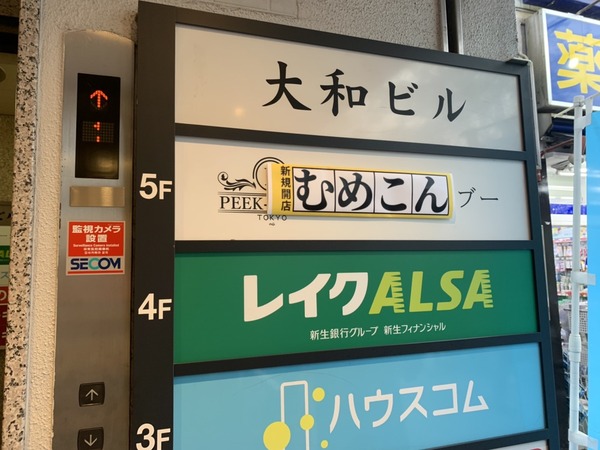 大和ビル
5F
PEEK-
TOKYO
新規開店
むめこん
ブー
監視カメラ
設置
SECOM
4F
レイクALSA
新生銀行グループ 新生フィナンシャル
3F
ハウスコム
薬
1